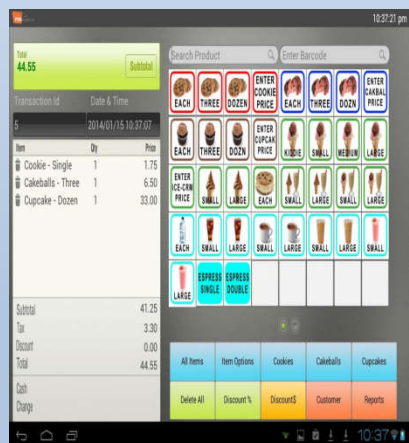 10:37:21 pm
Total
44.55
Subtotal
Search Product
Enter Barcode
Transaction Id Date & Time
5 2014/01/15 10:37:07
Item Qty Price
Cookie - Single 1 1.75
Cakeballs - Three 1 6.50
Cupcake - Dozen 1 33.00
Subtotal 41.25
Tax 3.30
Discount 0.00
Total 44.55
Cash
Change
EACH THREE DOZEN ENTER COOKIE PRICE EACH THREE DOZN ENTER CAKBAL PRICE
EACH THREE DOZN ENTER CUPCAK PRICE KIDDIE SMALL MEDIUM LARGE
ENTER ICE-CRM PRICE SMALL LARGE EACH SMALL LARGE SMALL LARGE
EACH SMALL LARGE SMALL LARGE SMALL LARGE SMALL
LARGE ESPRESS SINGLE ESPRESS DOUBLE
All Items Item Options Cookies Cakeballs Cupcakes
Delete All Discount % Discount$ Customer Reports
10:37